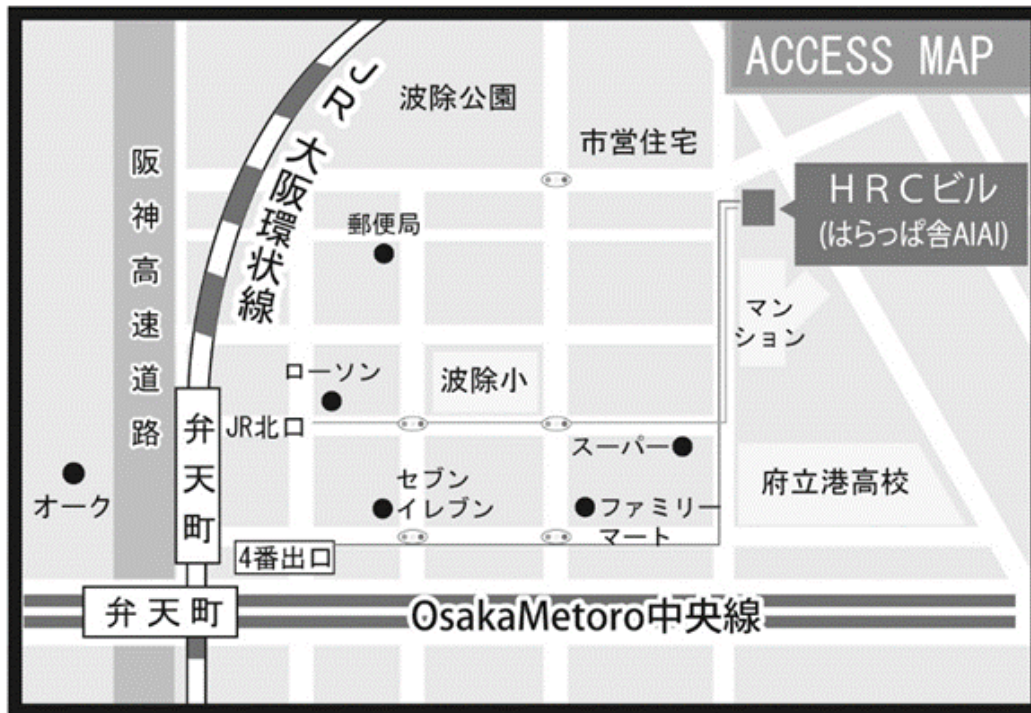 ACCESS MAP
JR大阪環状線
波除公園
市営住宅
阪神高速道路
HRCビル
(はらっぱ舎AIAI)
郵便局
マン
ション
ローソン
波除小
JR北口
弁天町
スーパー
オーク
セブン
イレブン
府立港高校
ファミリー
マート
4番出口
弁天町
OsakaMetoro中央線